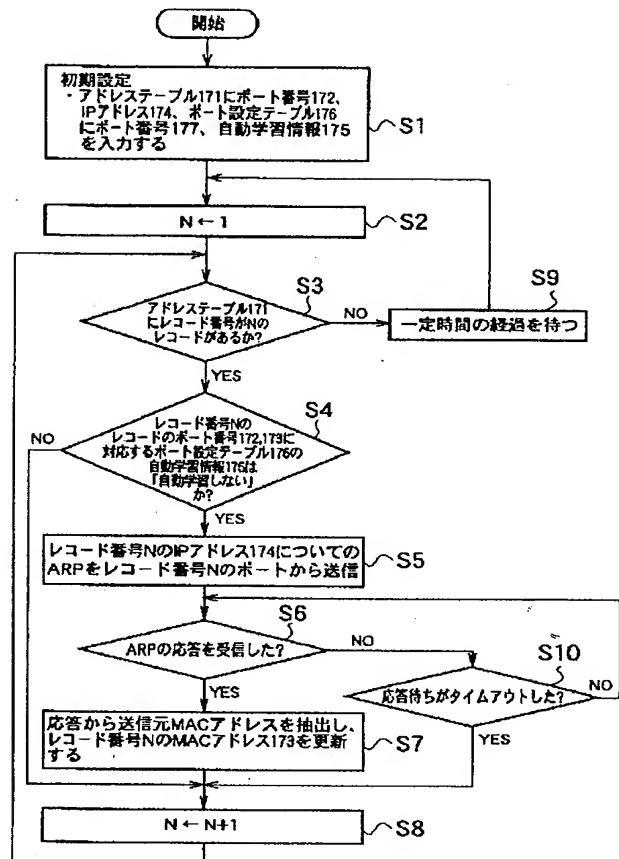 開始
初期設定
・アドレステーブル171にポート番号172、
IPアドレス174、ポート設定テーブル176
にポート番号177、自動学習情報175
を入力する
S1
N←1
S2
アドレステーブル171
にレコード番号がNの
レコードがあるか?
S3
NO
S9
一定時間の経過を待つ
YES
S4
NO
レコード番号Nの
レコードのポート番号172,173に
対応するポート設定テーブル176の
自動学習情報175は
「自動学習しない」
か?
YES
レコード番号NのIPアドレス174についての
ARPをレコード番号Nのポートから送信
S5
S6
ARPの応答を受信した?
NO
S10
応答待ちがタイムアウトした?
NO
YES
YES
応答から送信元MACアドレスを抽出し、
レコード番号NのMACアドレス173を更新
する
S7
N←N+1
S8